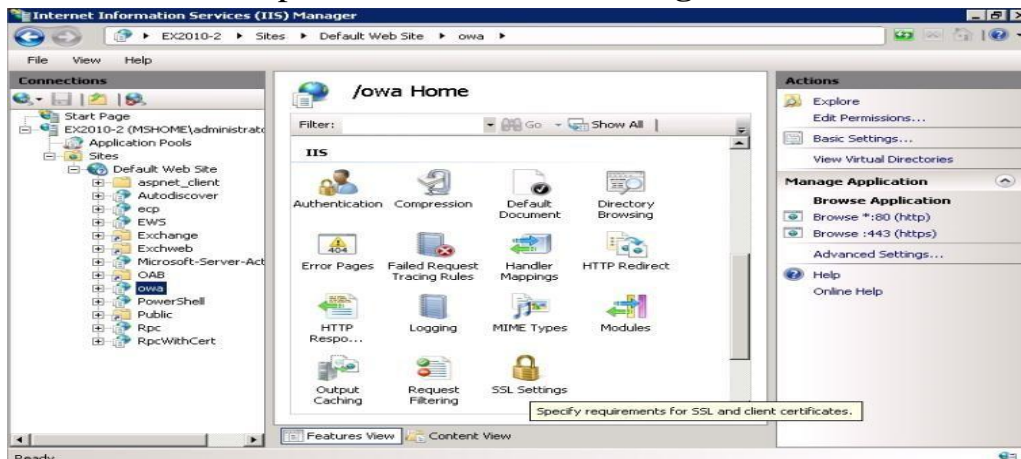 Internet Information Services (IIS) Manager
EX2010-2 Sites Default Web Site owa
File View Help
Connections
Start Page
EX2010-2 (MSHOME\administrato
Application Pools
Sites
Default Web Site
aspnet_client
Autodiscover
ecp
EWS
Exchange
Exchweb
Microsoft-Server-Act
OAB
owa
PowerShell
Public
Rpc
RpcWithCert
/owa Home
Filter: Go Show All
IIS
Authentication Compression Default Document Directory Browsing
Error Pages Failed Request Tracing Rules Handler Mappings HTTP Redirect
HTTP Respo... Logging MIME Types Modules
Output Caching Request Filtering SSL Settings
Specify requirements for SSL and client certificates.
Features View Content View
Actions
Explore
Edit Permissions...
Basic Settings...
View Virtual Directories
Manage Application
Browse Application
Browse *:80 (http)
Browse :443 (https)
Advanced Settings...
Help
Online Help
Ready